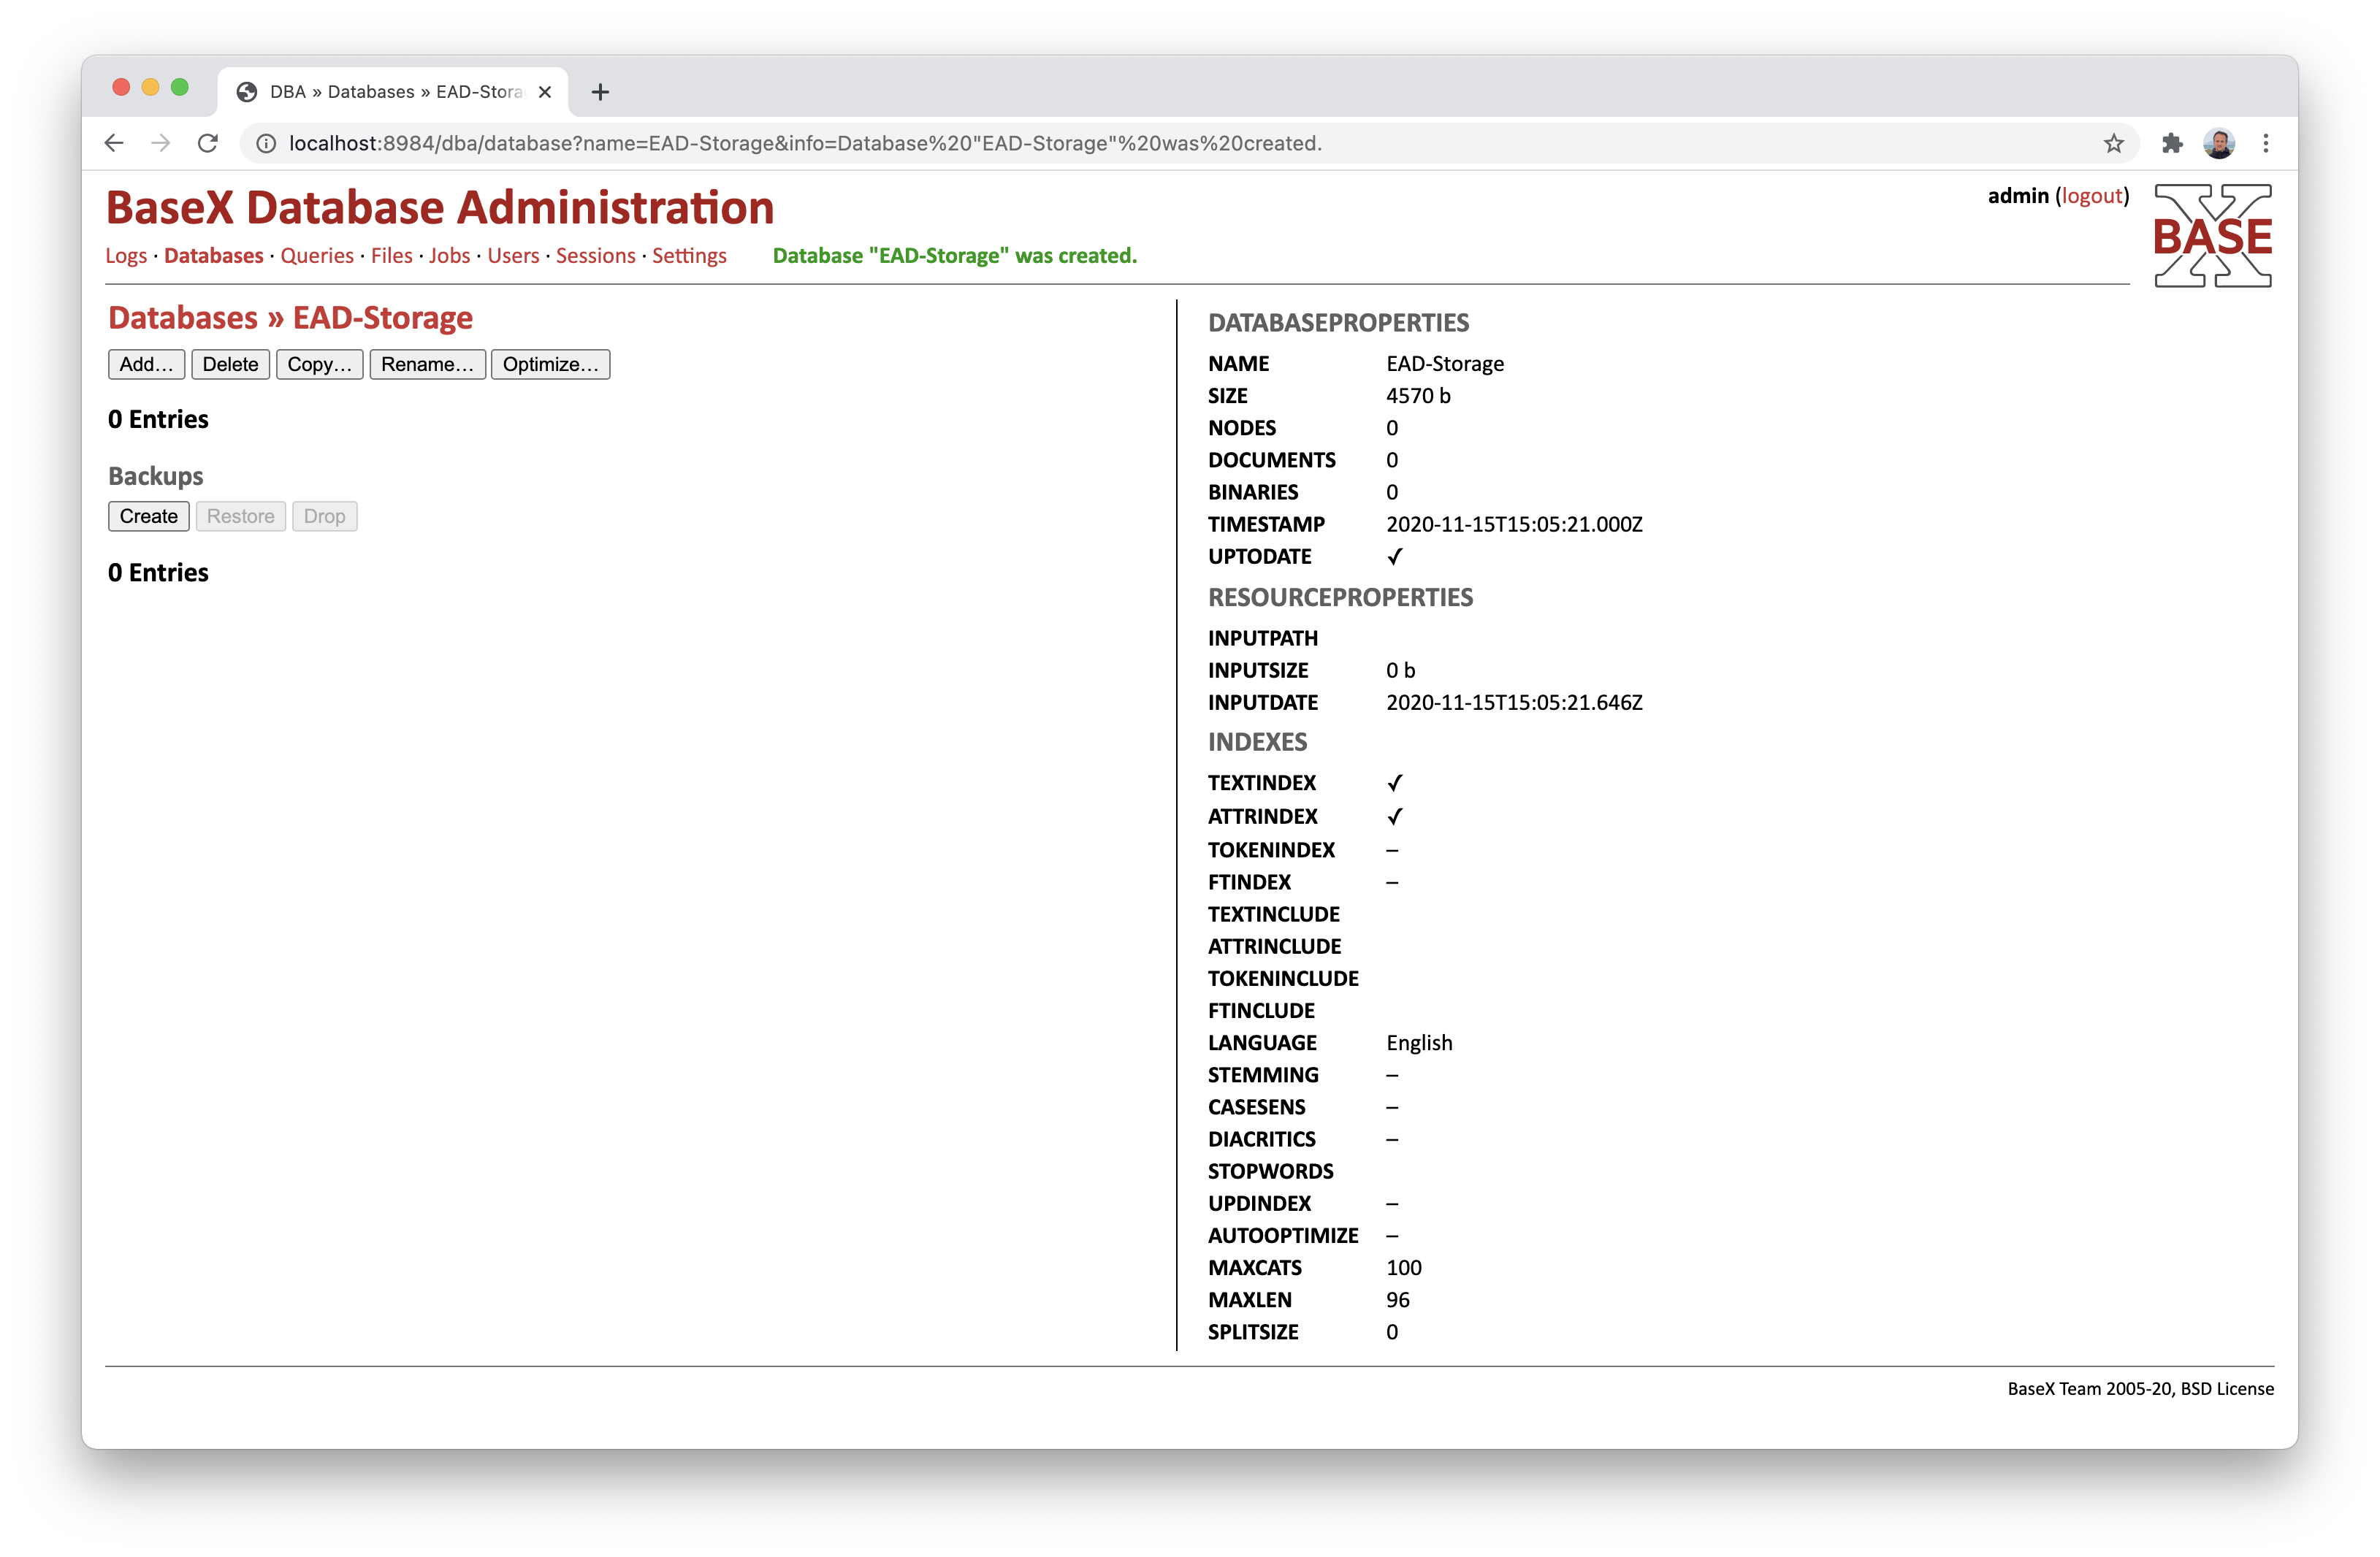 DBA » Databases » EAD-Stora
localhost:8984/dba/database?name=EAD-Storage&info=Database%20"EAD-Storage"%20was%20created.
BaseX Database Administration
admin (logout)
BASE X
Logs · Databases · Queries · Files · Jobs · Users · Sessions · Settings
Database "EAD-Storage" was created.
Databases » EAD-Storage
Add… Delete Copy… Rename… Optimize…
0 Entries
Backups
Create Restore Drop
0 Entries
DATABASEPROPERTIES
NAME EAD-Storage
SIZE 4570 b
NODES 0
DOCUMENTS 0
BINARIES 0
TIMESTAMP 2020-11-15T15:05:21.000Z
UPTODATE ✓
RESOURCEPROPERTIES
INPUTPATH
INPUTSIZE 0 b
INPUTDATE 2020-11-15T15:05:21.646Z
INDEXES
TEXTINDEX ✓
ATTRINDEX ✓
TOKENINDEX –
FTINDEX –
TEXTINCLUDE
ATTRINCLUDE
TOKENINCLUDE
FTINCLUDE
LANGUAGE English
STEMMING –
CASESENS –
DIACRITICS –
STOPWORDS
UPDINDEX –
AUTOOPTIMIZE –
MAXCATS 100
MAXLEN 96
SPLITSIZE 0
BaseX Team 2005-20, BSD License